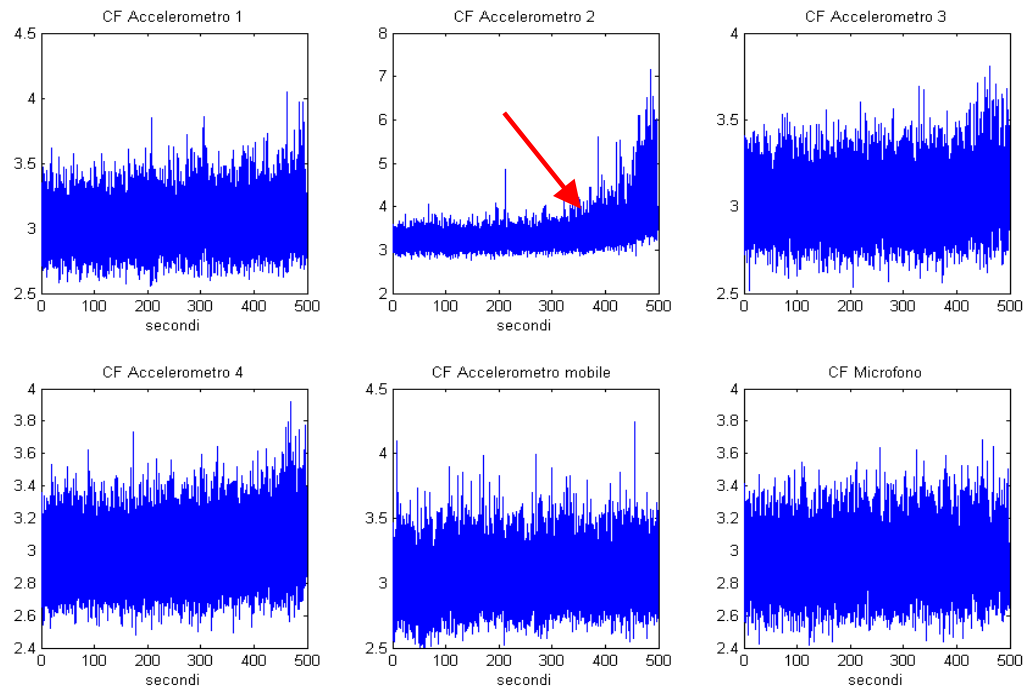 CF Accelerometro 1
4.5
4
3.5
3
2.5
0 100 200 300 400 500
secondi
CF Accelerometro 2
8
7
6
5
4
3
2
0 100 200 300 400 500
secondi
CF Accelerometro 3
4
3.5
3
2.5
0 100 200 300 400 500
secondi
CF Accelerometro 4
4
3.8
3.6
3.4
3.2
3
2.8
2.6
2.4
0 100 200 300 400 500
secondi
CF Accelerometro mobile
4.5
4
3.5
3
2.5
0 100 200 300 400 500
secondi
CF Microfono
4
3.8
3.6
3.4
3.2
3
2.8
2.6
2.4
0 100 200 300 400 500
secondi